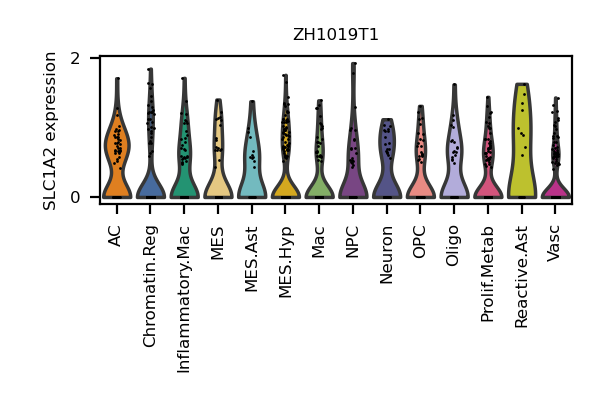 ZH1019T1
SLC1A2 expression
2
0
AC
Chromatin.Reg
Inflammatory.Mac
MES
MES.Ast
MES.Hyp
Mac
NPC
Neuron
OPC
Oligo
Prolif.Metab
Reactive.Ast
Vasc